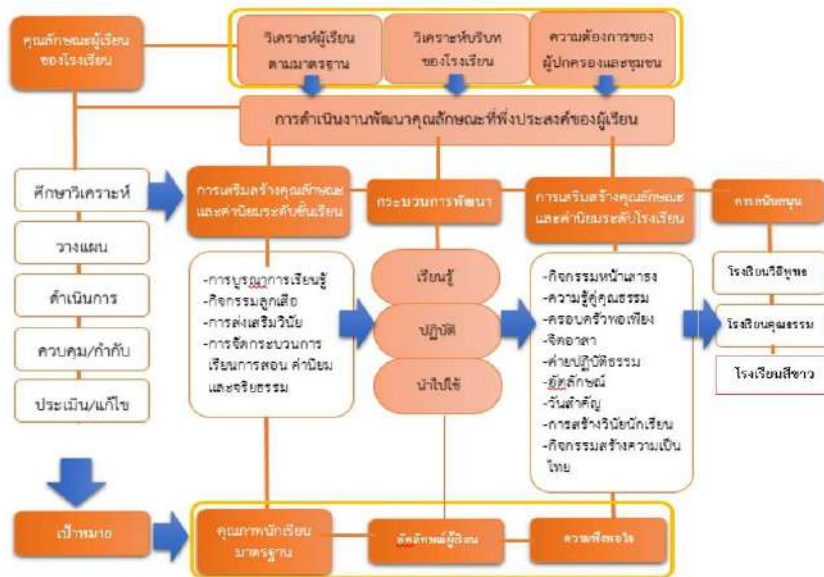 คุณลักษณะผู้เรียน
ของโรงเรียน
วิเคราะห์ผู้เรียน
ตามมาตรฐาน
วิเคราะห์บริบท
ของโรงเรียน
ความต้องการของ
ผู้ปกครองและชุมชน
การดำเนินงานพัฒนาคุณลักษณะที่พึงประสงค์ของผู้เรียน
ศึกษาวิเคราะห์
วางแผน
ดำเนินการ
ควบคุม/กำกับ
ประเมิน/แก้ไข
การเสริมสร้างคุณลักษณะ
และค่านิยมระดับชั้นเรียน
-การบูรณาการเรียนรู้
-กิจกรรมลูกเสือ
-การส่งเสริมวินัย
-การจัดกระบวนการ
เรียนการสอน ค่านิยม
และจริยธรรม
กระบวนการพัฒนา
เรียนรู้
ปฏิบัติ
นำไปใช้
การเสริมสร้างคุณลักษณะ
และค่านิยมระดับโรงเรียน
-กิจกรรมหน้าเสาธง
-ความรู้คู่คุณธรรม
-ครอบครัวพอเพียง
-จิตอาสา
-ค่ายปฏิบัติธรรม
-อัตลักษณ์
-วันสำคัญ
-การสร้างวินัยนักเรียน
-กิจกรรมสร้างความเป็น
ไทย
การสนับสนุน
โรงเรียนวิถีพุทธ
โรงเรียนคุณธรรม
โรงเรียนสีขาว
เป้าหมาย
คุณภาพนักเรียน
มาตรฐาน
อัตลักษณ์ผู้เรียน
ความพึงพอใจ